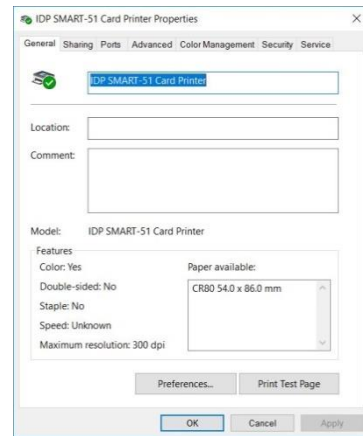 IDP SMART-51 Card Printer Properties
General Sharing Ports Advanced Color Management Security Service
IDP SMART-51 Card Printer
Location:
Comment:
Model: IDP SMART-51 Card Printer
Features
Color: Yes
Paper available:
Double-sided: No
CR80 54.0 x 86.0 mm
Staple: No
Speed: Unknown
Maximum resolution: 300 dpi
Preferences... Print Test Page
OK Cancel Apply